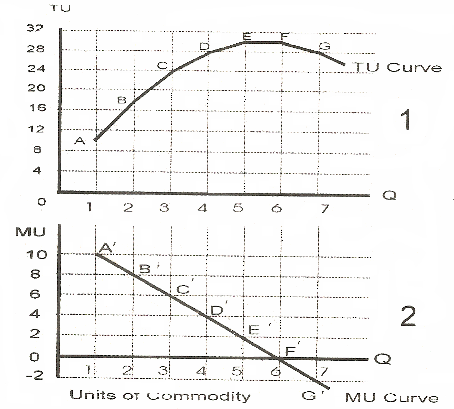 TU
32
28
24
20
16
12
8
4
0
A
B
C
D
E
F
G
TU Curve
1
Q
1 2 3 4 5 6 7
MU
10
8
6
4
2
0
-2
A'
B'
C'
D'
E'
F'
G'
2
Q
1 2 3 4 5 6 7
Units of Commodity
MU Curve